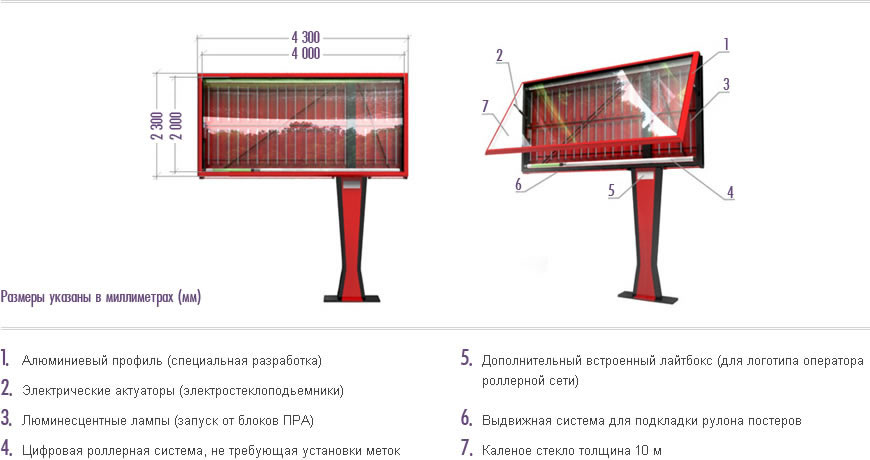 4 300
4 000
2 300
2 000
1
2
3
7
6
5
4
Размеры указаны в миллиметрах (мм)
1. Алюминиевый профиль (специальная разработка)
2. Электрические актуаторы (электростеклоподьемники)
3. Люминесцентные лампы (запуск от блоков ПРА)
4. Цифровая роллерная система, не требующая установки меток
5. Дополнительный встроенный лайтбокс (для логотипа оператора
роллерной сети)
6. Выдвижная система для подкладки рулона постеров
7. Каленое стекло толщина 10 м